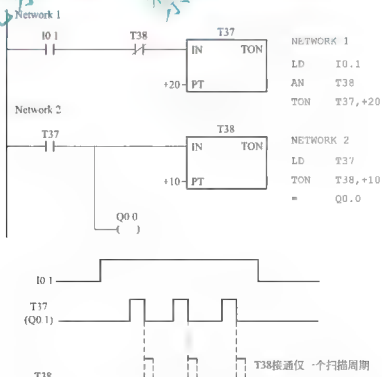 Network 1
I0.1 T38 T37
IN TON
+20 PT
NETWORK 1
LD I0.1
AN T38
TON T37,+20
Network 2
T37 T38
IN TON
+10 PT
Q0.0
( )
NETWORK 2
LD T37
TON T38,+10
= Q0.0
I0 1
T37
(Q0.1)
T38接通仅一个扫描周期
T38